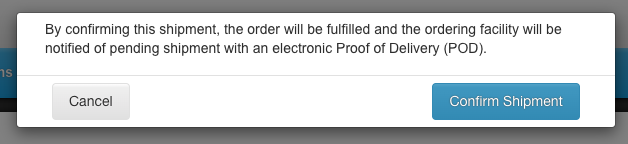 By confirming this shipment, the order will be fulfilled and the ordering facility will be
notified of pending shipment with an electronic Proof of Delivery (POD).
Cancel
Confirm Shipment